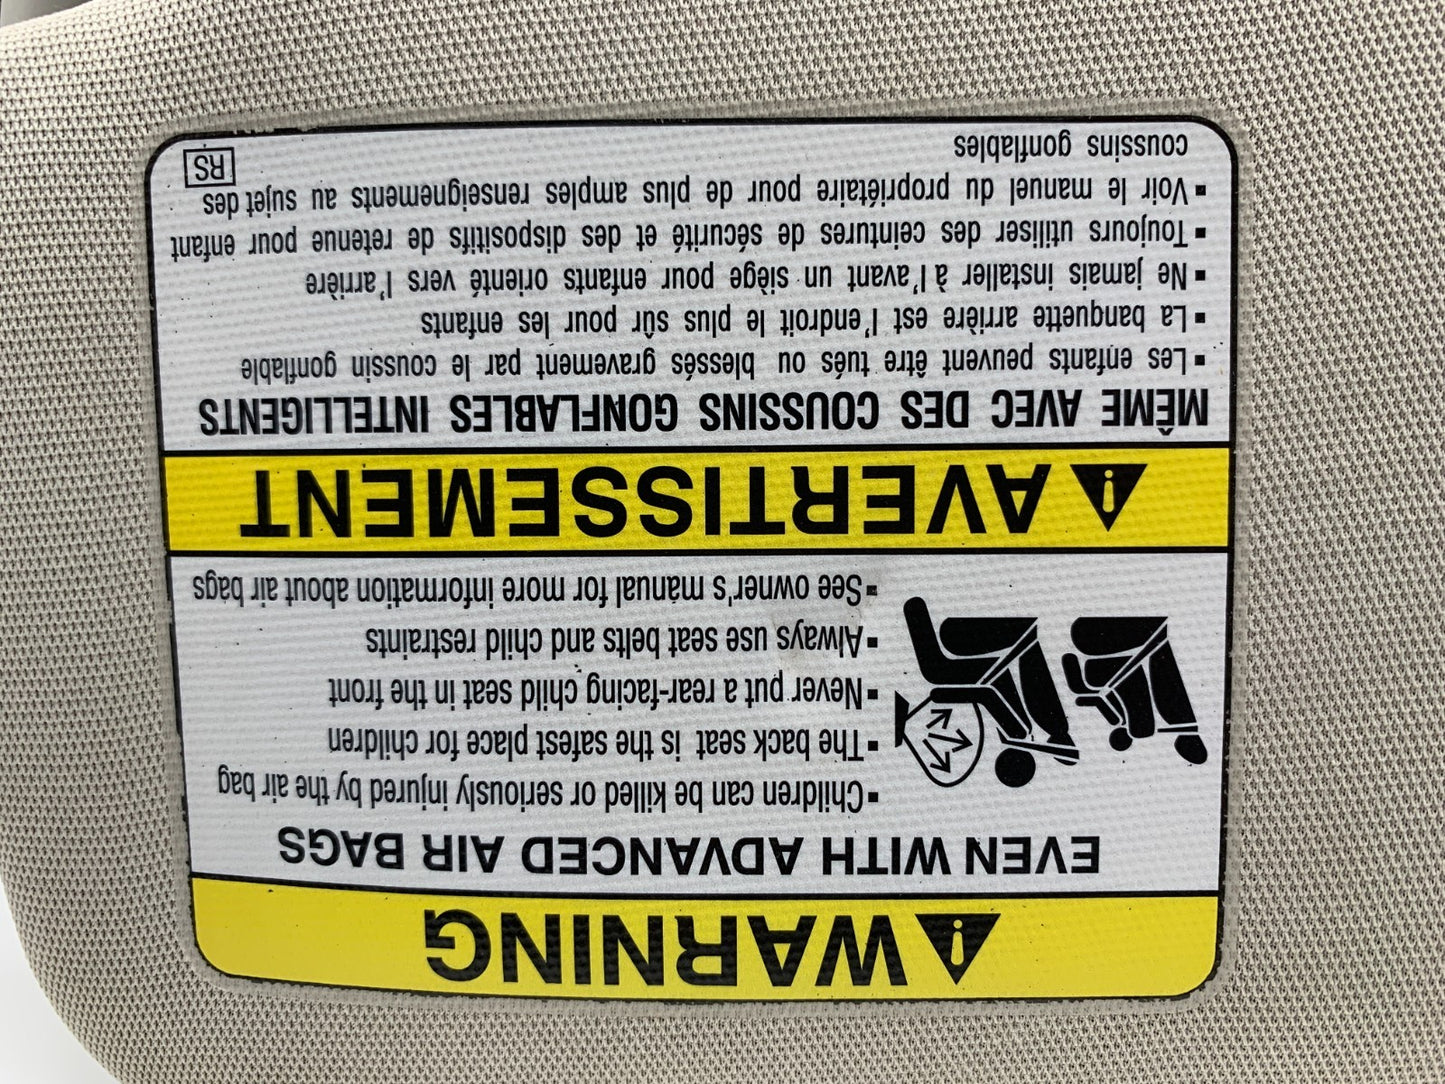 WARNING
EVEN WITH ADVANCED AIR BAGS
▪Children can be killed or seriously injured by the air bag
▪The back seat is the safest place for children
▪Never put a rear-facing child seat in the front
▪Always use seat belts and child restraints
▪See owner's manual for more information about air bags
AVERTISSEMENT
MÊME AVEC DES COUSSINS GONFLABLES INTELLIGENTS
▪Les enfants peuvent être tués ou blessés gravement par le coussin gonflable
▪La banquette arrière est l'endroit le plus sûr pour les enfants
▪Ne jamais installer à l'avant un siège pour enfants orienté vers l'arrière
▪Toujours utiliser des ceintures de sécurité et des dispositifs de retenue pour enfant
▪Voir le manuel du propriétaire pour de plus amples renseignements au sujet des
coussins gonflables
RS